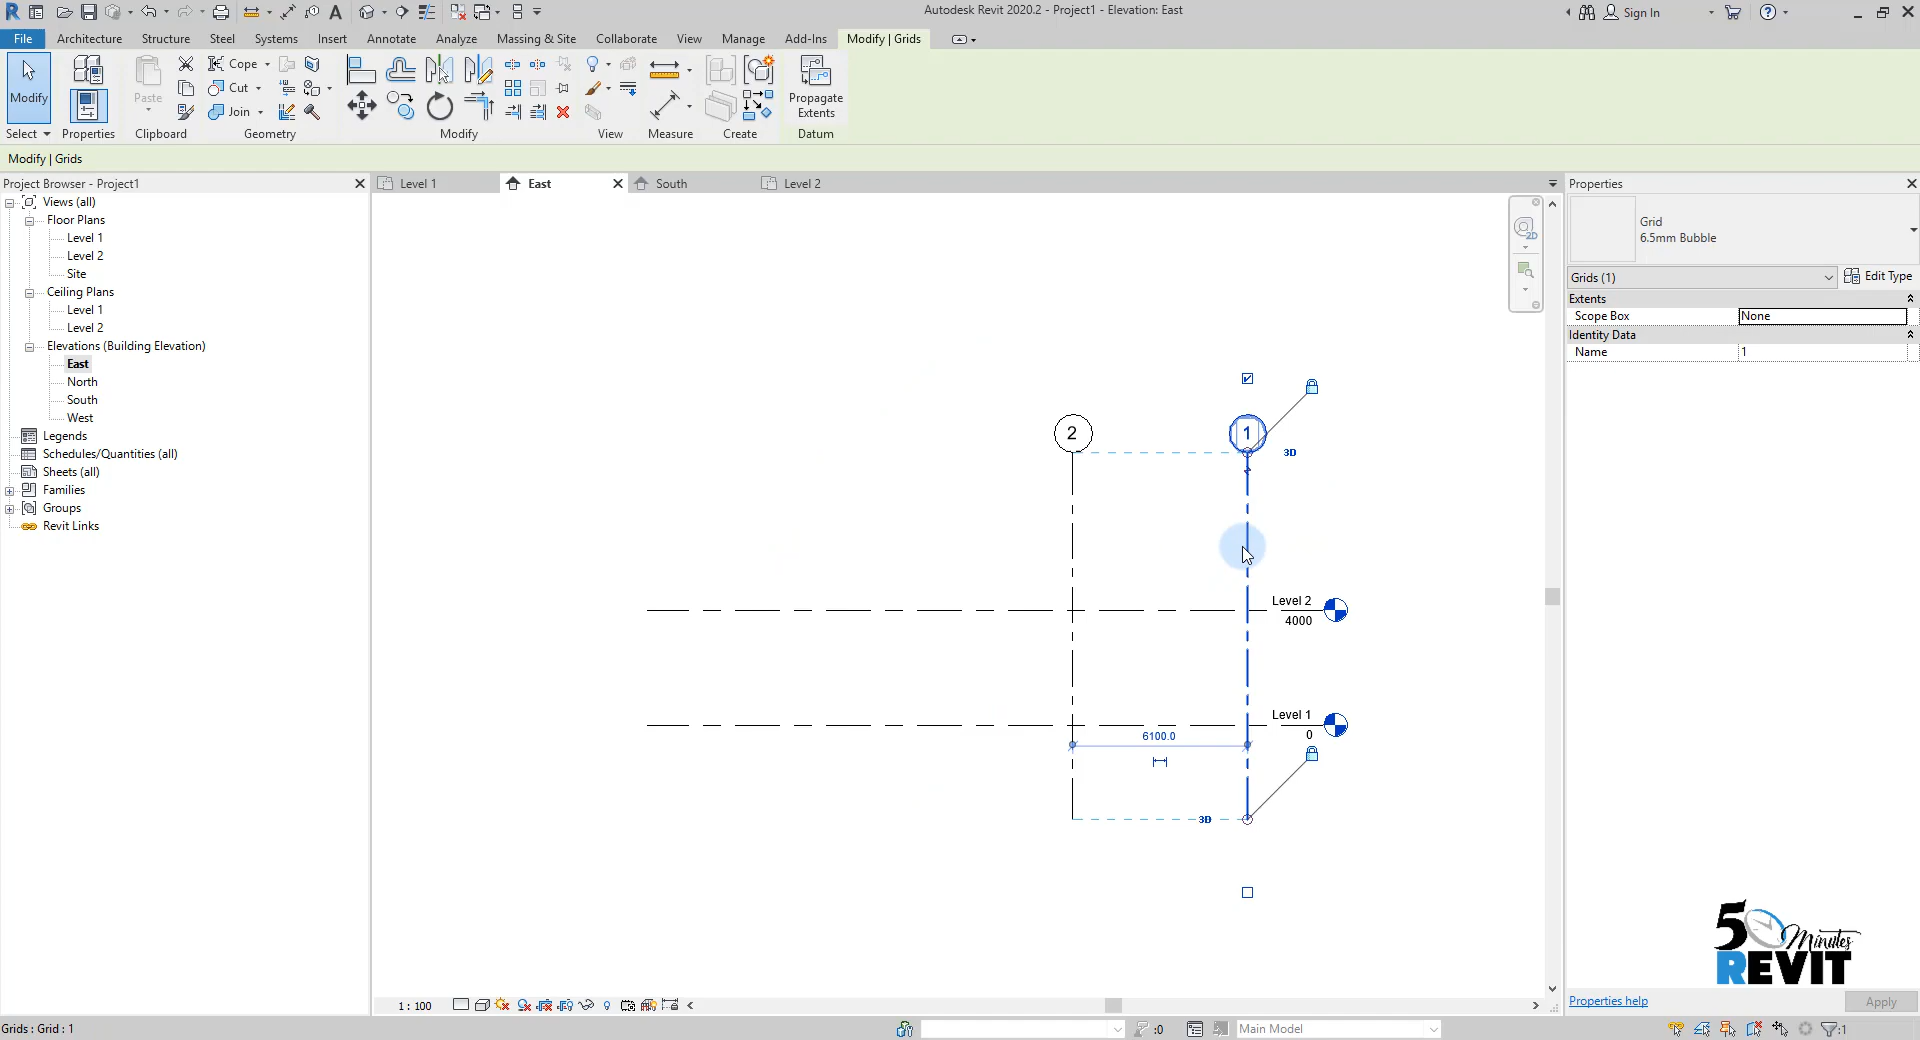 Autodesk Revit 2020.2 - Project1 - Elevation: East
Sign In
File Architecture Structure Steel Systems Insert Annotate Analyze Massing & Site Collaborate View Manage Add-Ins Modify | Grids
Modify
Paste
Cope
Cut
Join
Propagate
Extents
Select Properties Clipboard Geometry Modify View Measure Create Datum
Modify | Grids
Project Browser - Project1
Level 1 East South Level 2
Properties
Views (all)
Floor Plans
Level 1
Level 2
Site
Ceiling Plans
Level 1
Level 2
Elevations (Building Elevation)
East
North
South
West
Legends
Schedules/Quantities (all)
Sheets (all)
Families
Groups
Revit Links
2D
2
1
3D
Level 2
4000
Level 1
0
6100.0
3D
Grid
6.5mm Bubble
Grids (1)
Edit Type
Extents
Scope Box None
Identity Data
Name 1
5 Minutes
REVIT
Properties help
Apply
1 : 100
Grids : Grid : 1
:0
Main Model
:1